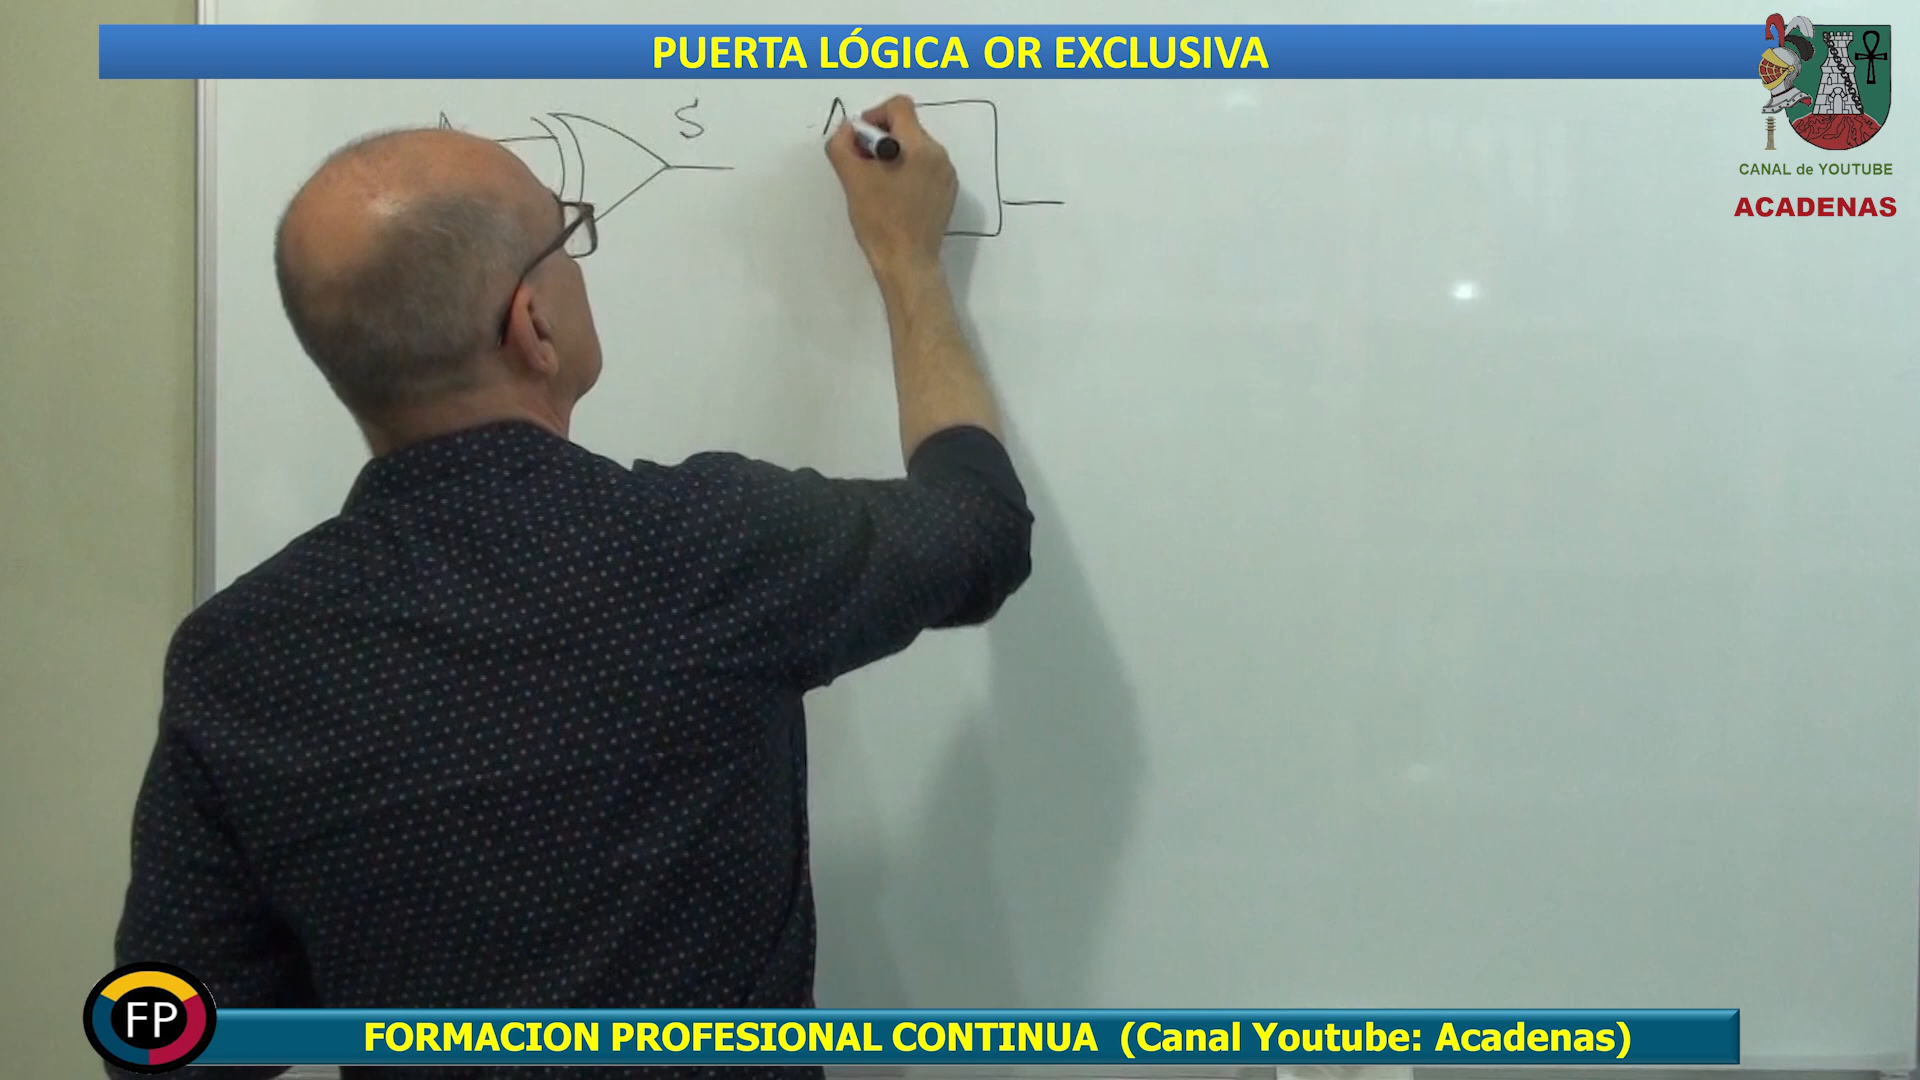 PUERTA LÓGICA OR EXCLUSIVA
CANAL de YOUTUBE
ACADENAS
S
A
FP
FORMACION PROFESIONAL CONTINUA (Canal Youtube: Acadenas)